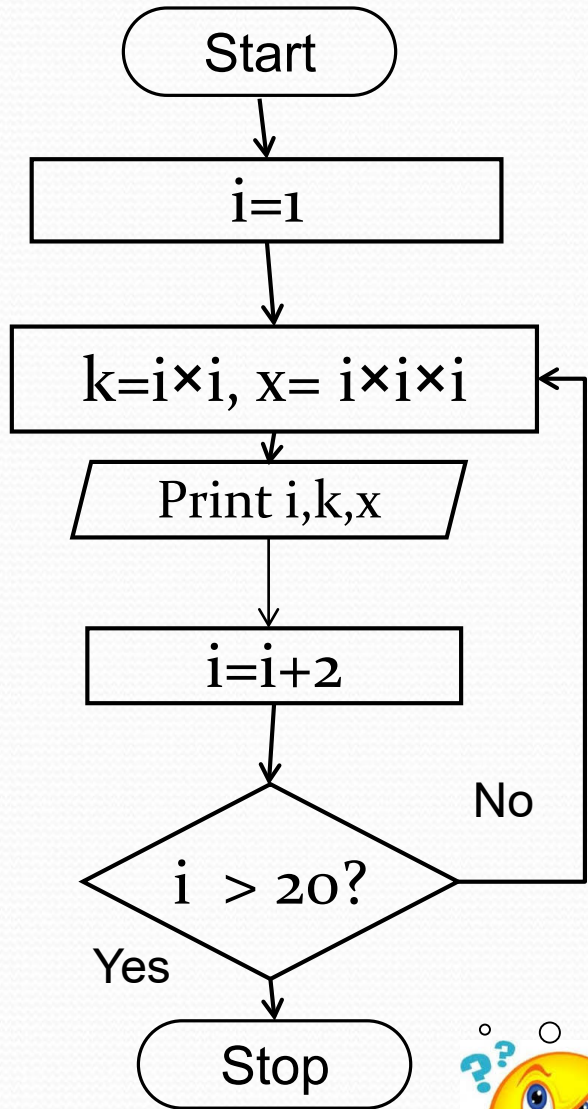 Start
i=1
k=i×i, x= i×i×i
Print i,k,x
i=i+2
No
i > 20?
Yes
Stop
??